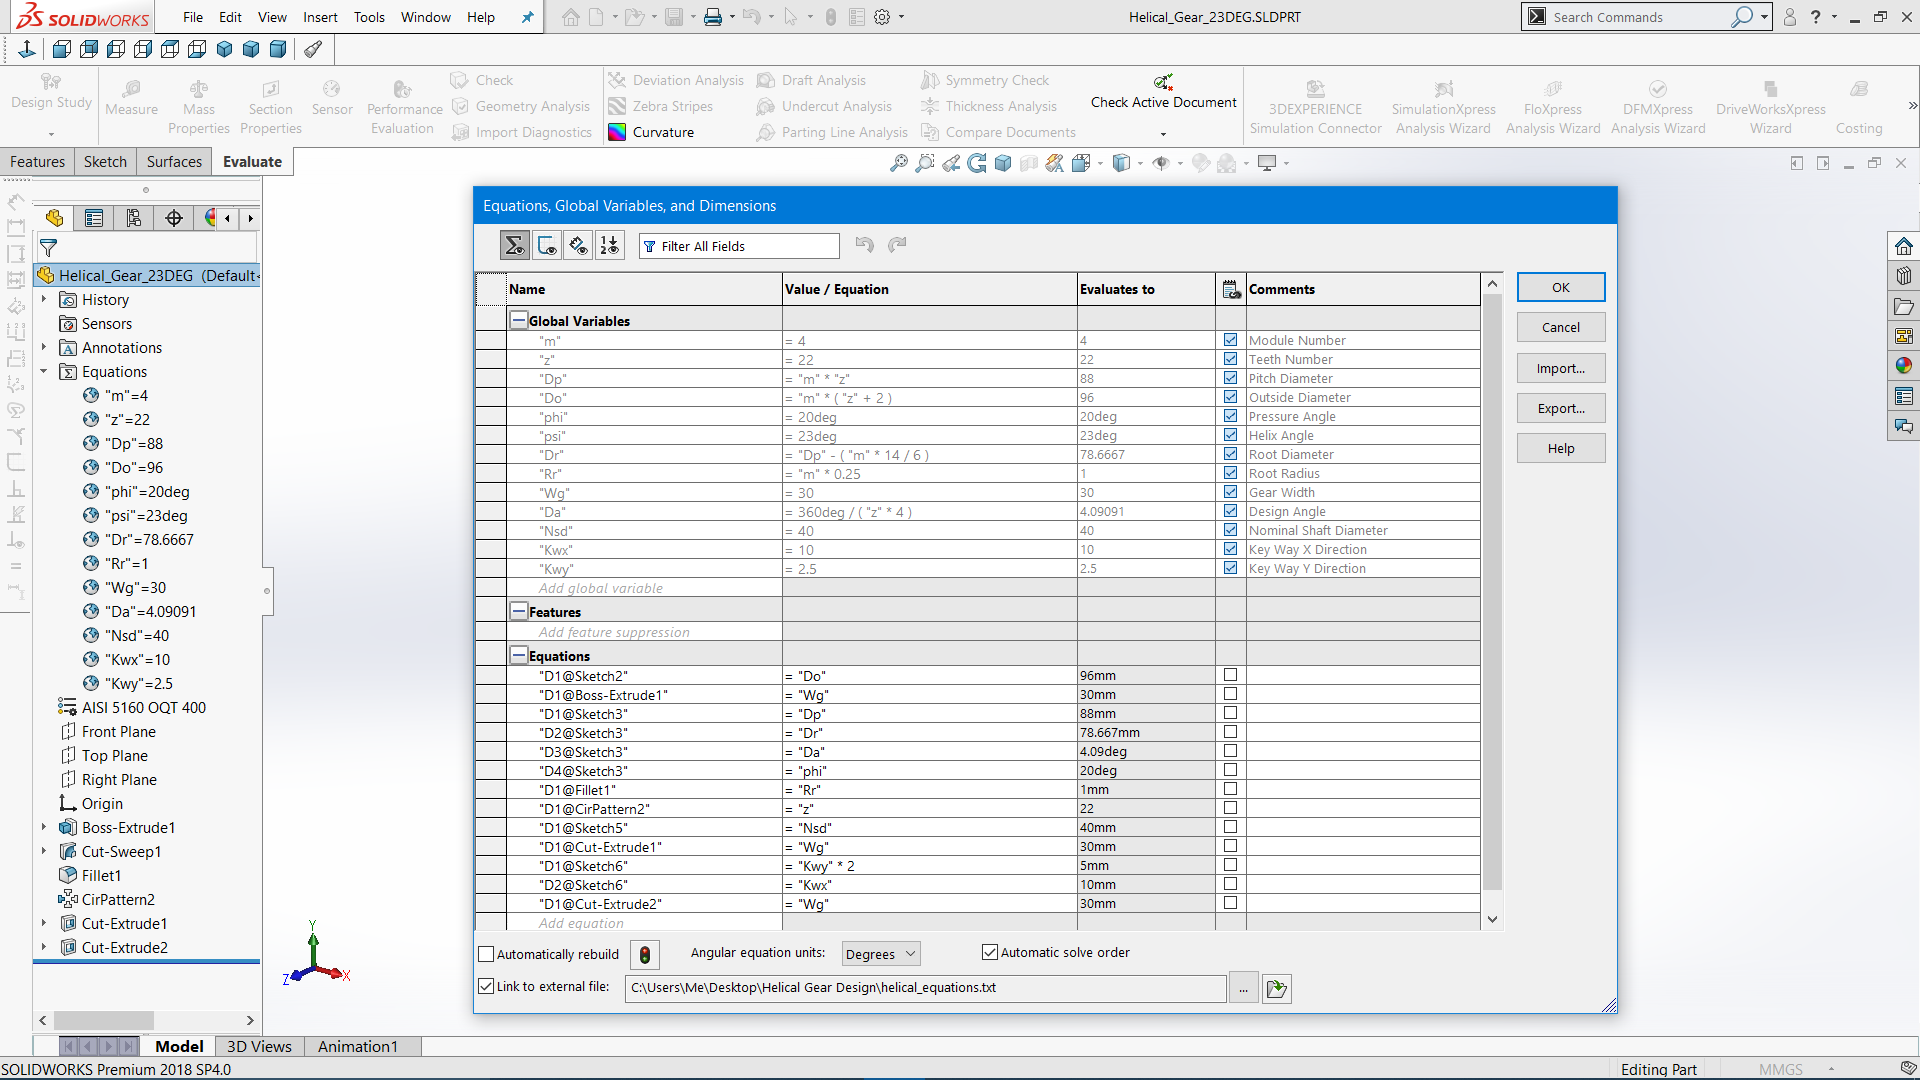 SOLIDWORKS
File Edit View Insert Tools Window Help
Helical_Gear_23DEG.SLDPRT
Search Commands
Design Study
Measure
Mass Properties
Section Properties
Sensor
Performance Evaluation
Check
Geometry Analysis
Import Diagnostics
Deviation Analysis
Zebra Stripes
Curvature
Draft Analysis
Undercut Analysis
Parting Line Analysis
Symmetry Check
Thickness Analysis
Compare Documents
Check Active Document
3DEXPERIENCE Simulation Connector
SimulationXpress Analysis Wizard
FloXpress Analysis Wizard
DFMXpress Analysis Wizard
DriveWorksXpress Wizard
Costing
Features Sketch Surfaces Evaluate
Helical_Gear_23DEG (Default<
History
Sensors
Annotations
Equations
"m"=4
"z"=22
"Dp"=88
"Do"=96
"phi"=20deg
"psi"=23deg
"Dr"=78.6667
"Rr"=1
"Wg"=30
"Da"=4.09091
"Nsd"=40
"Kwx"=10
"Kwy"=2.5
AISI 5160 OQT 400
Front Plane
Top Plane
Right Plane
Origin
Boss-Extrude1
Cut-Sweep1
Fillet1
CirPattern2
Cut-Extrude1
Cut-Extrude2
Y
Z
X
Equations, Global Variables, and Dimensions
Filter All Fields
Name Value / Equation Evaluates to Comments
Global Variables
"m" = 4 4 Module Number
"z" = 22 22 Teeth Number
"Dp" = "m" * "z" 88 Pitch Diameter
"Do" = "m" * ( "z" + 2 ) 96 Outside Diameter
"phi" = 20deg 20deg Pressure Angle
"psi" = 23deg 23deg Helix Angle
"Dr" = "Dp" - ( "m" * 14 / 6 ) 78.6667 Root Diameter
"Rr" = "m" * 0.25 1 Root Radius
"Wg" = 30 30 Gear Width
"Da" = 360deg / ( "z" * 4 ) 4.09091 Design Angle
"Nsd" = 40 40 Nominal Shaft Diameter
"Kwx" = 10 10 Key Way X Direction
"Kwy" = 2.5 2.5 Key Way Y Direction
Add global variable
Features
Add feature suppression
Equations
"D1@Sketch2" = "Do" 96mm
"D1@Boss-Extrude1" = "Wg" 30mm
"D1@Sketch3" = "Dp" 88mm
"D2@Sketch3" = "Dr" 78.667mm
"D3@Sketch3" = "Da" 4.09deg
"D4@Sketch3" = "phi" 20deg
"D1@Fillet1" = "Rr" 1mm
"D1@CirPattern2" = "z" 22
"D1@Sketch5" = "Nsd" 40mm
"D1@Cut-Extrude1" = "Wg" 30mm
"D1@Sketch6" = "Kwy" * 2 5mm
"D2@Sketch6" = "Kwx" 10mm
"D1@Cut-Extrude2" = "Wg" 30mm
Add equation
OK
Cancel
Import...
Export...
Help
Automatically rebuild Angular equation units: Degrees Automatic solve order
Link to external file: C:\Users\Me\Desktop\Helical Gear Design\helical_equations.txt ...
Model 3D Views Animation1
SOLIDWORKS Premium 2018 SP4.0 Editing Part MMGS